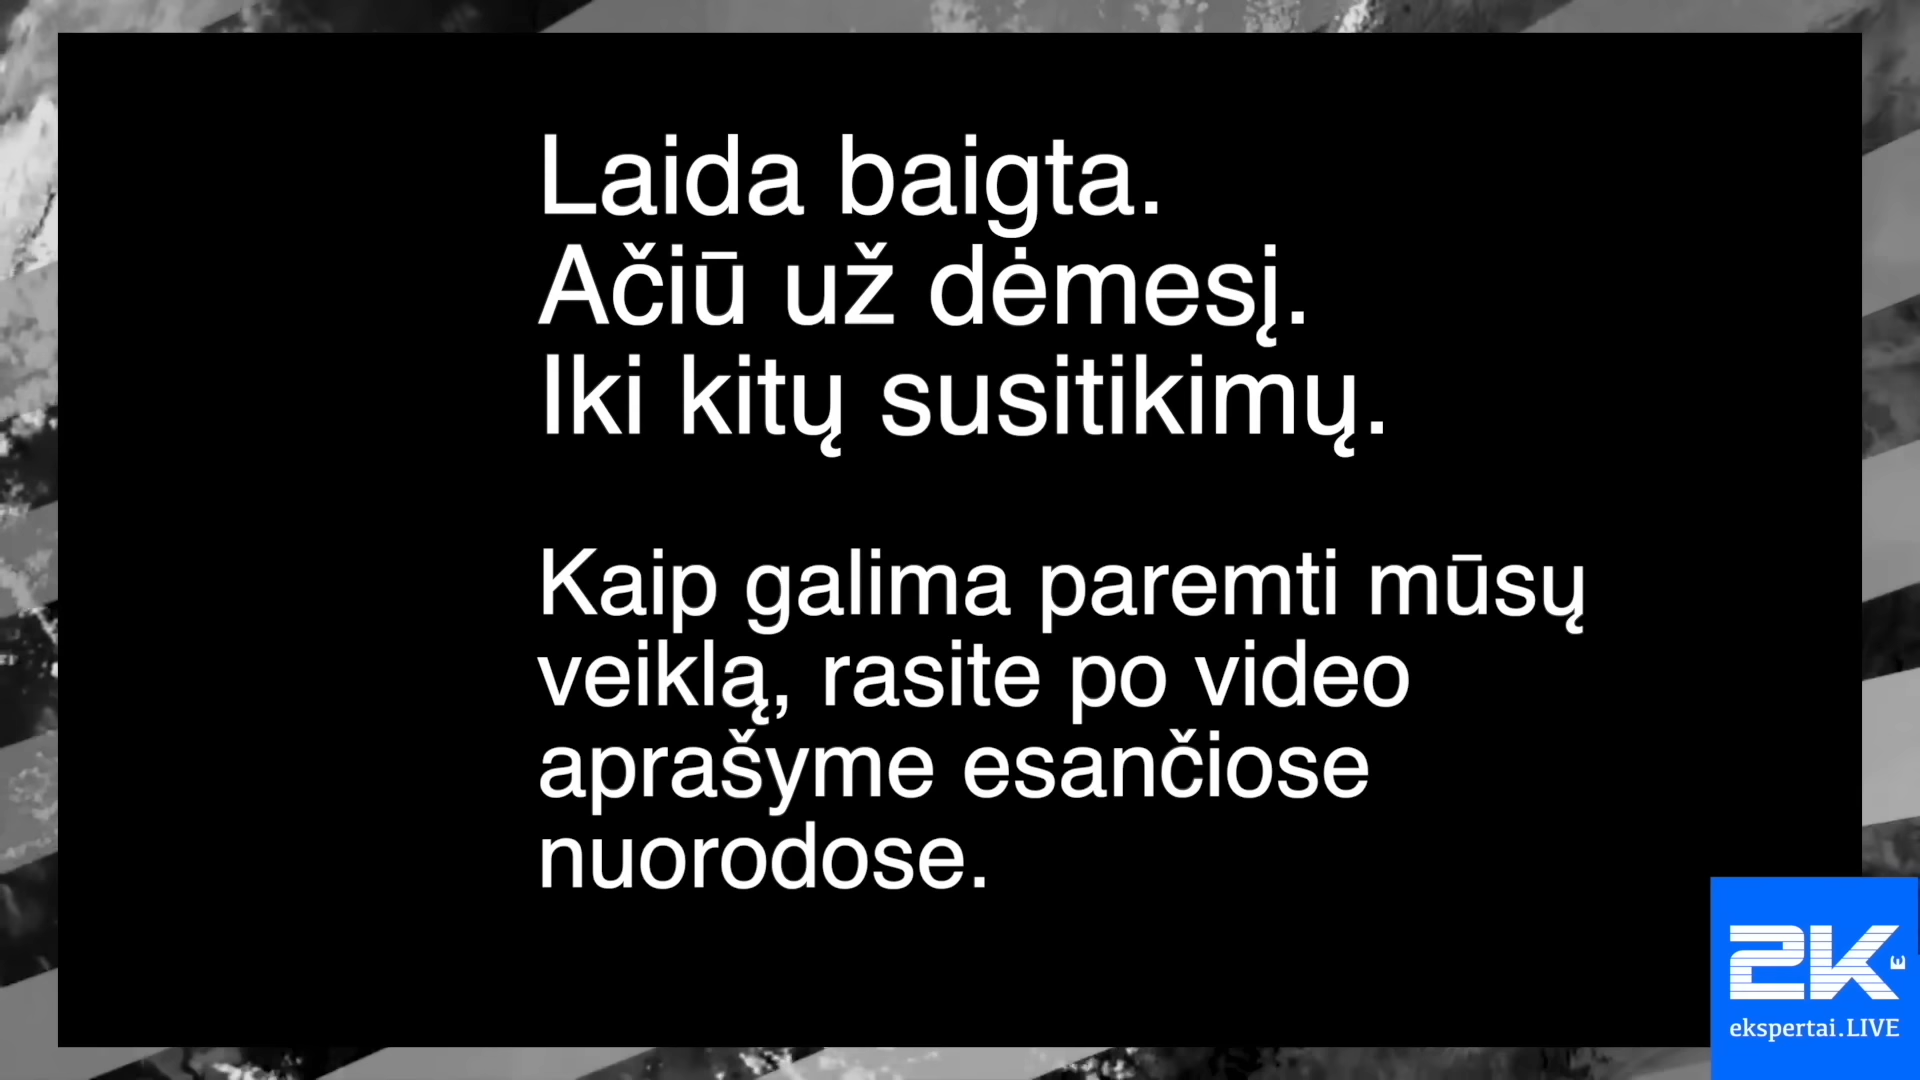 Laida baigta.
Ačiū už dėmesį.
Iki kitų susitikimų.
Kaip galima paremti mūsų
veiklą, rasite po video
aprašyme esančiose
nuorodose.
2K
ekspertai.LIVE